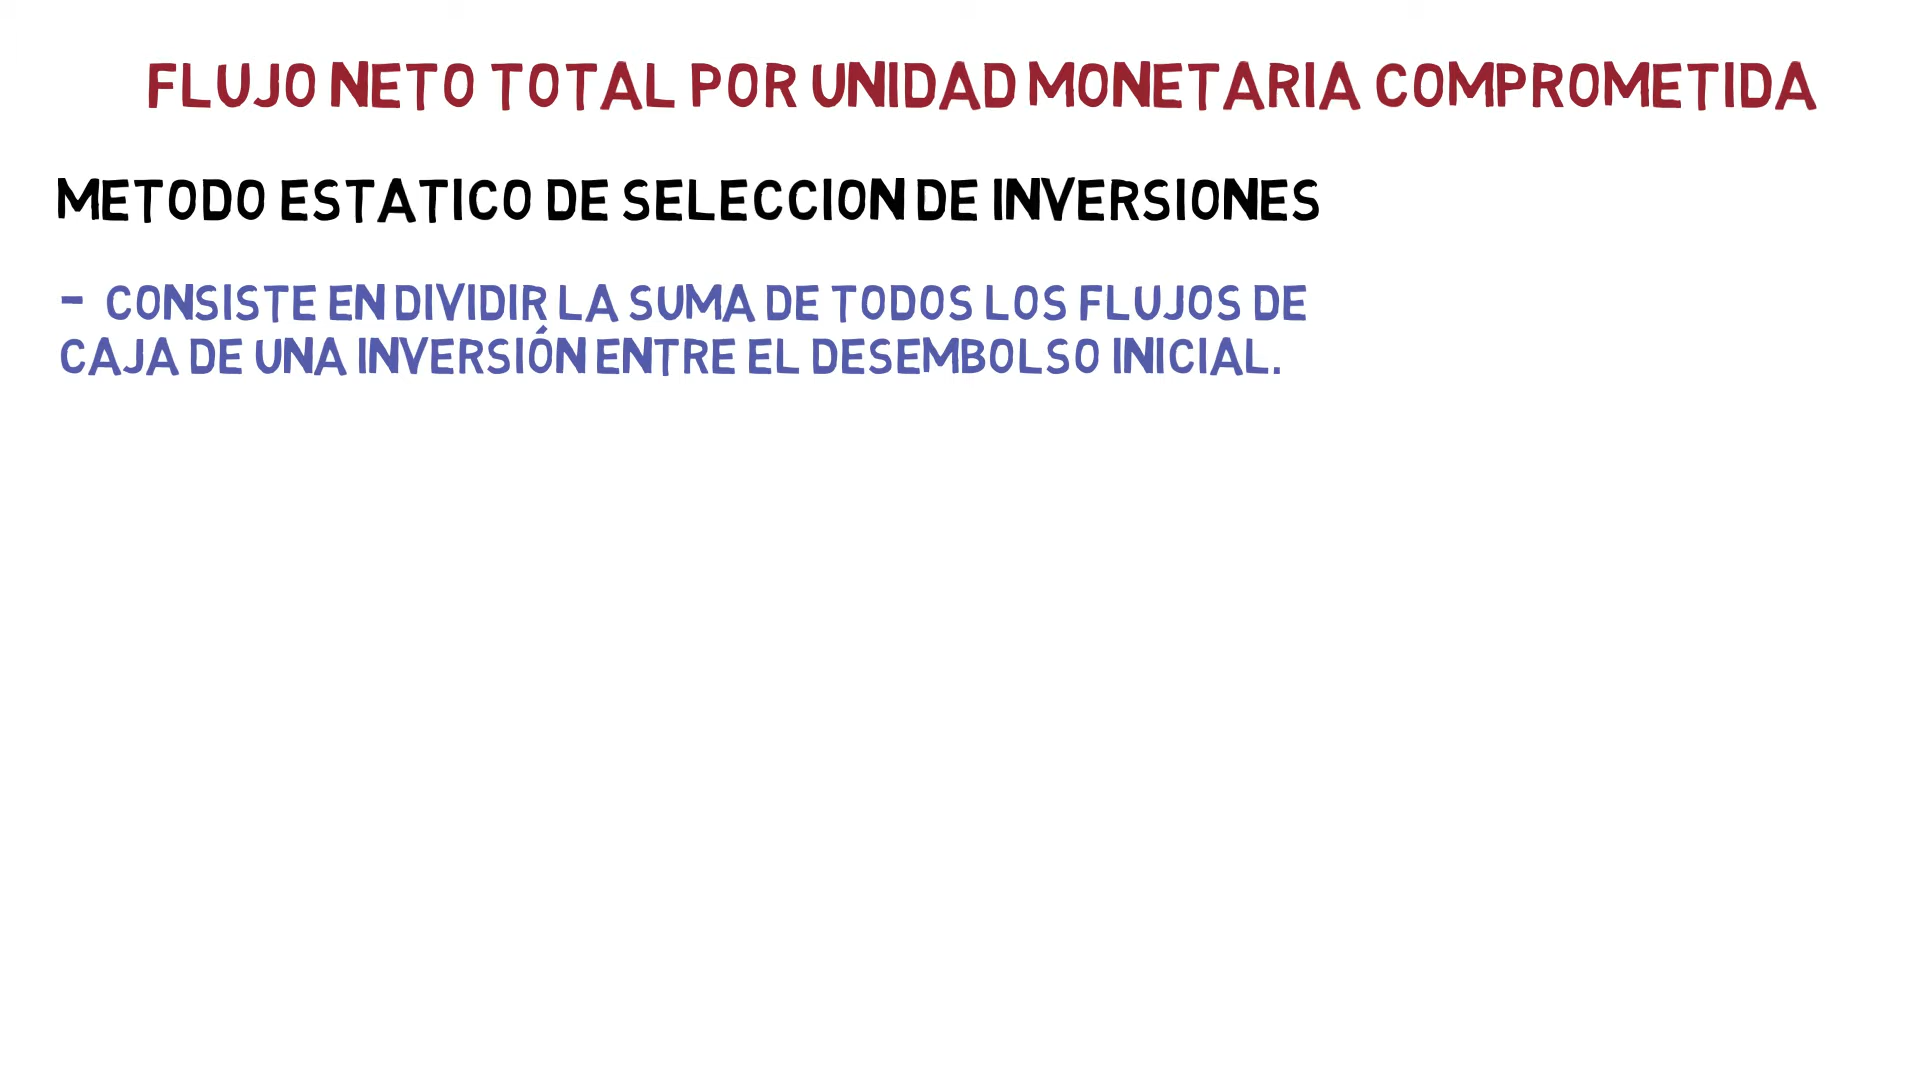 FLUJO NETO TOTAL POR UNIDAD MONETARIA COMPROMETIDA
METODO ESTATICO DE SELECCION DE INVERSIONES
- CONSISTE EN DIVIDIR LA SUMA DE TODOS LOS FLUJOS DE
CAJA DE UNA INVERSIÓN ENTRE EL DESEMBOLSO INICIAL.